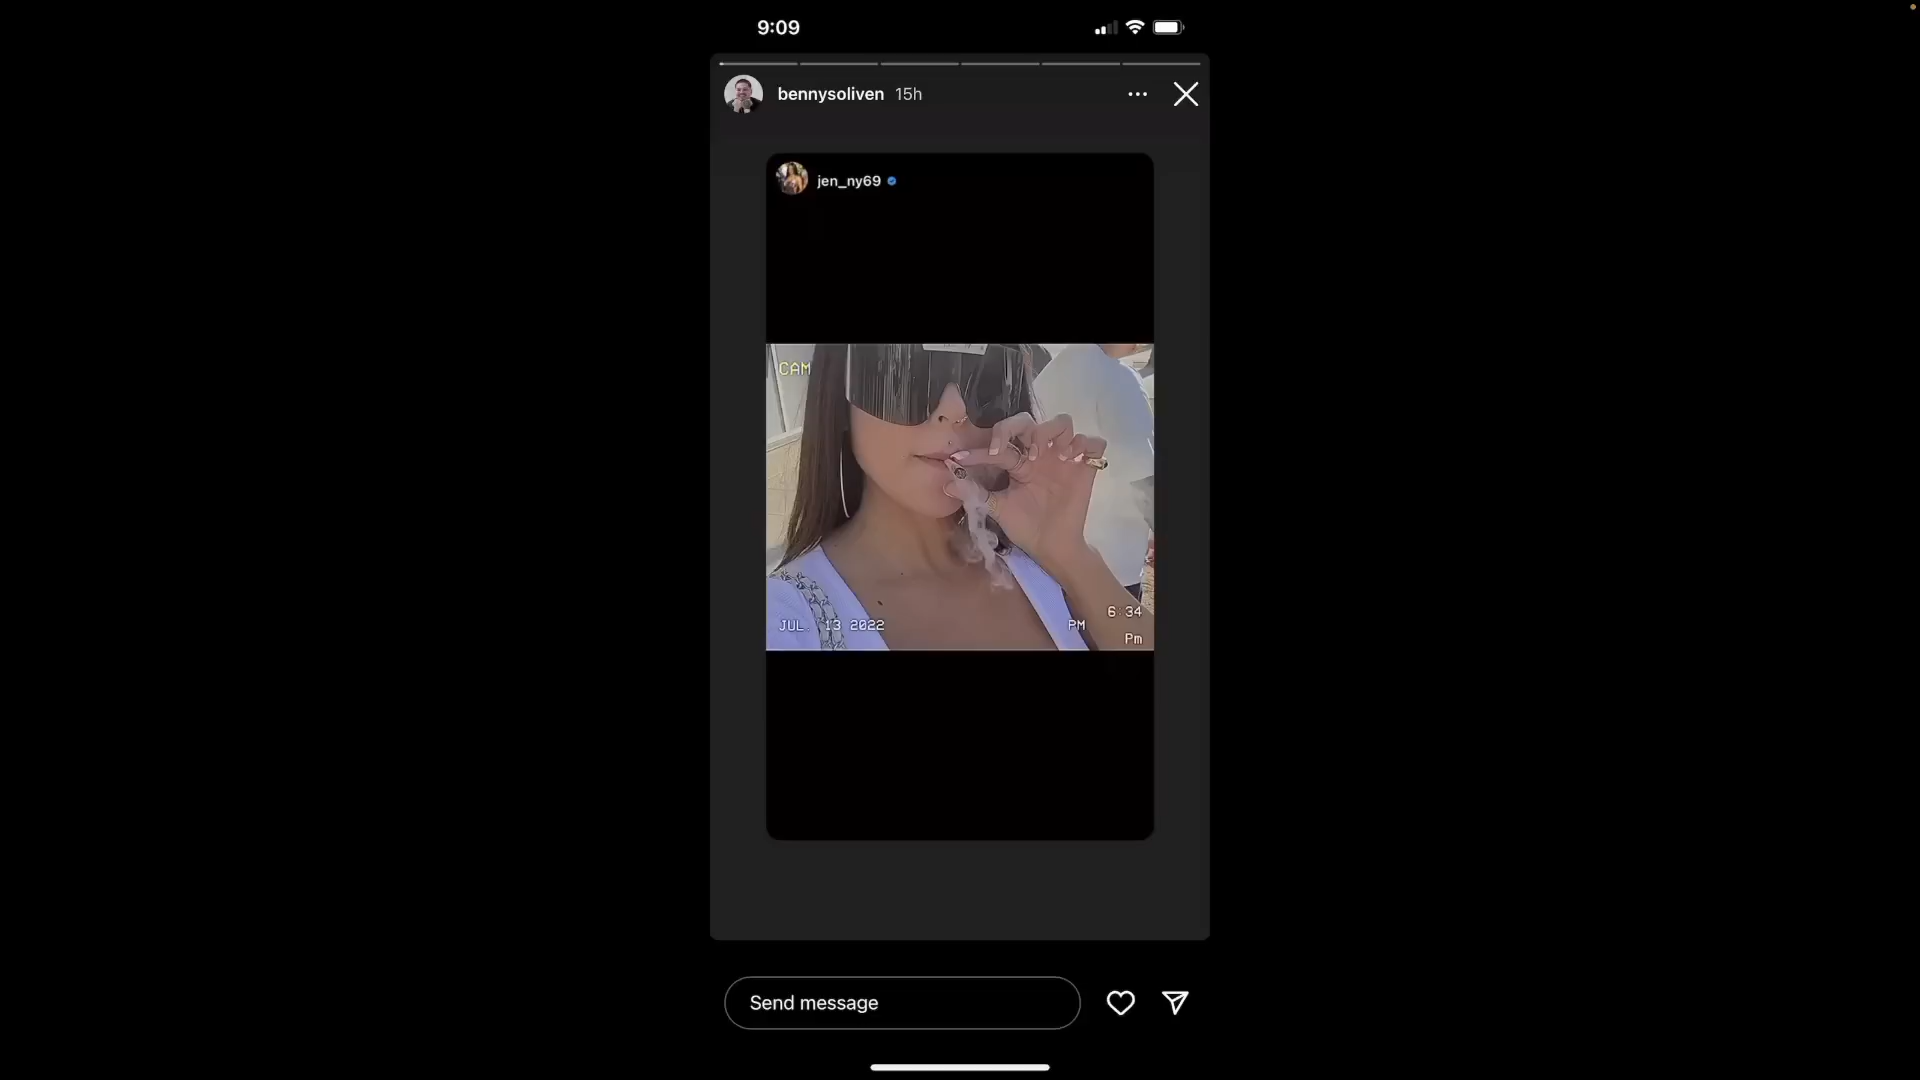 9:09
bennysoliven 15h
jen_ny69
CAM
6:34
JUL. 13 2022 PM
Pm
Send message